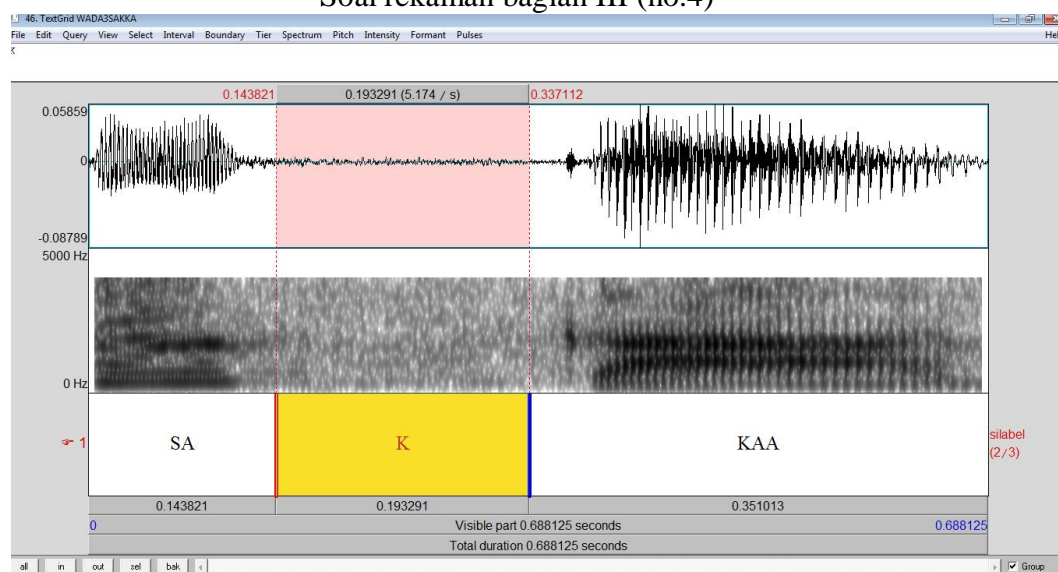 Soal rekaman bagian III (no.4)
46. TextGrid WADA3SAKKA
File Edit Query View Select Interval Boundary Tier Spectrum Pitch Intensity Formant Pulses Hel
0.143821 0.193291 (5.174 / s) 0.337112
0.05859
0
-0.08789
5000 Hz
0 Hz
1 SA K KAA silabel
(2/3)
0.143821 0.193291 0.351013
0 Visible part 0.688125 seconds 0.688125
Total duration 0.688125 seconds
all in out sel bak Group